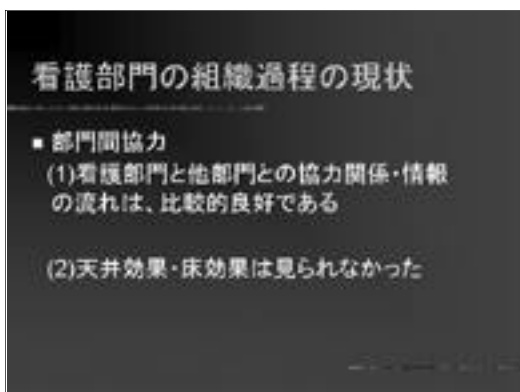 看護部門の組織過程の現状
■ 部門間協力
(1)看護部門と他部門との協力関係・情報
の流れは、比較的良好である
(2)天井効果・床効果は見られなかった